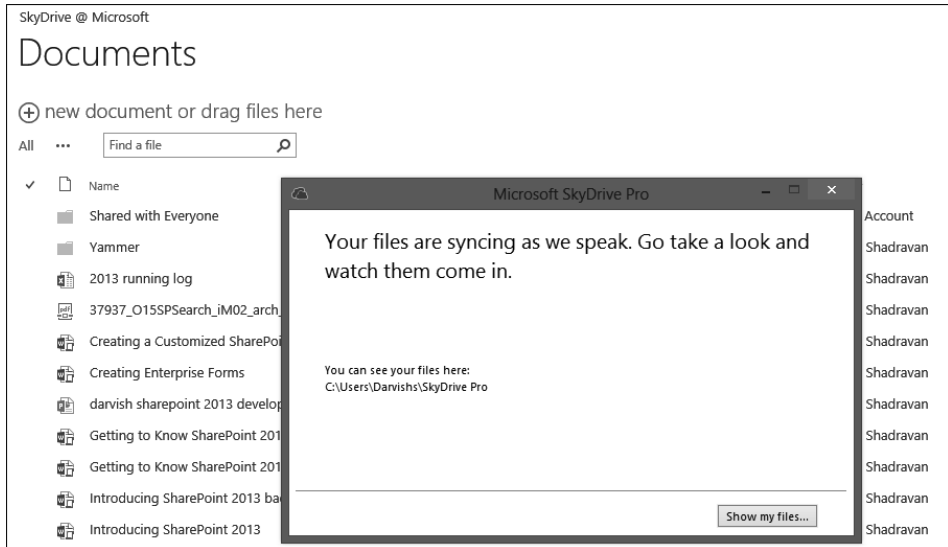 SkyDrive @ Microsoft
Documents
new document or drag files here
All ... Find a file
Name
Shared with Everyone
Yammer
2013 running log
37937_O15SPSearch_iM02_arch_
Creating a Customized SharePoi
Creating Enterprise Forms
darvish sharepoint 2013 develop
Getting to Know SharePoint 201
Getting to Know SharePoint 201
Introducing SharePoint 2013 ba
Introducing SharePoint 2013
Microsoft SkyDrive Pro
Your files are syncing as we speak. Go take a look and
watch them come in.
You can see your files here:
C:\Users\Darvishs\SkyDrive Pro
Show my files...
Account
Shadravan
Shadravan
Shadravan
Shadravan
Shadravan
Shadravan
Shadravan
Shadravan
Shadravan
Shadravan